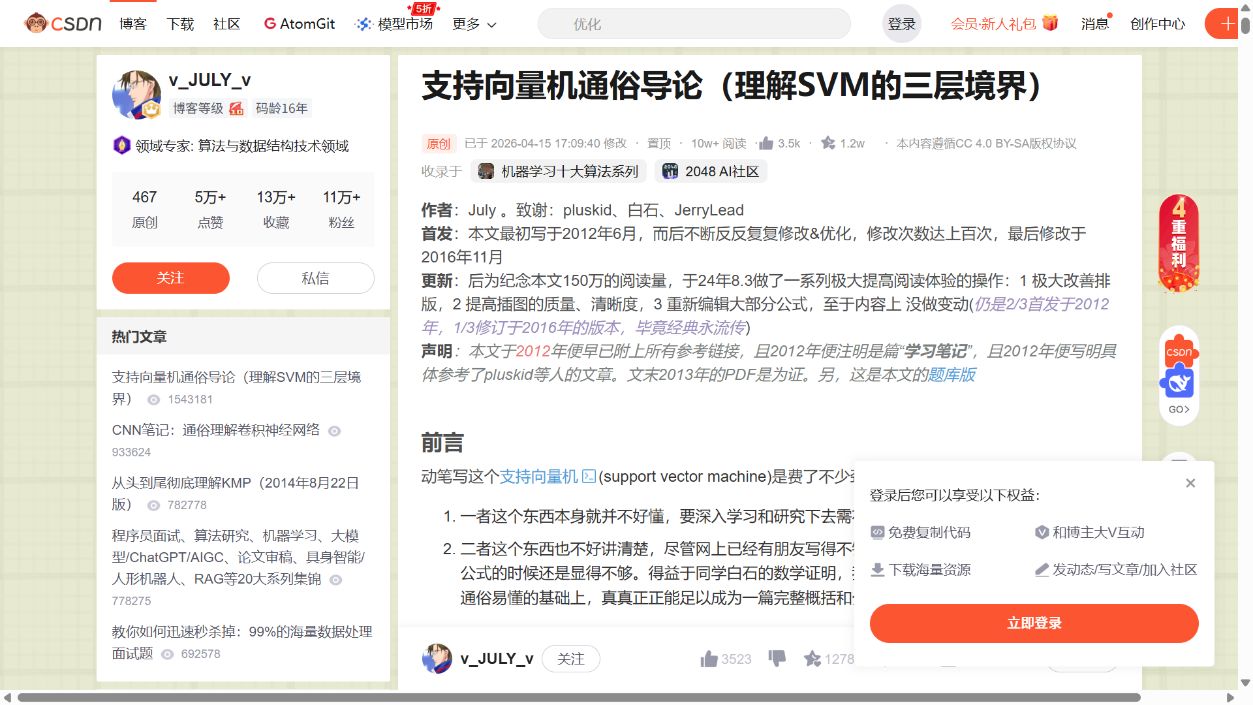 CSDN 博客 下载 社区 GAtomGit 模型市场 5折 更多 优化 登录 会员·新人礼包 消息 创作中心
v_JULY_v
博客等级 码龄16年
领域专家: 算法与数据结构技术领域
467 5万+ 13万+ 11万+
原创 点赞 收藏 粉丝
关注 私信
热门文章
支持向量机通俗导论（理解SVM的三层境
界） 1543181
CNN笔记：通俗理解卷积神经网络
933624
从头到尾彻底理解KMP（2014年8月22日
版） 782778
程序员面试、算法研究、机器学习、大模
型/ChatGPT/AIGC、论文审稿、具身智能/
人形机器人、RAG等20大系列集锦
778275
教你如何迅速秒杀掉：99%的海量数据处理
面试题 692578
支持向量机通俗导论（理解SVM的三层境界）
原创 已于 2026-04-15 17:09:40 修改 · 置顶 · 10w+ 阅读 · 3.5k · 1.2w · 本内容遵循CC 4.0 BY-SA版权协议
收录于 机器学习十大算法系列 2048 AI社区
作者：July 。致谢：pluskid、白石、JerryLead
首发：本文最初写于2012年6月，而后不断反反复复修改&优化，修改次数达上百次，最后修改于
2016年11月
更新：后为纪念本文150万的阅读量，于24年8.3做了一系列极大提高阅读体验的操作：1 极大改善排
版，2 提高插图的质量、清晰度，3 重新编辑大部分公式，至于内容上 没做变动(仍是2/3首发于2012
年，1/3修订于2016年的版本，毕竟经典永流传)
声明：本文于2012年便早已附上所有参考链接，且2012年便注明是篇“学习笔记”，且2012年便写明具
体参考了pluskid等人的文章。文末2013年的PDF是为证。另，这是本文的题库版
前言
动笔写这个支持向量机(support vector machine)是费了不少
1. 一者这个东西本身就并不好懂，要深入学习和研究下去需
2. 二者这个东西也不好讲清楚，尽管网上已经有朋友写得不
公式的时候还是显得不够。得益于同学白石的数学证明，
通俗易懂的基础上，真真正正能足以成为一篇完整概括和
v_JULY_v 关注 3523 1278
4
重
福
利
CSDN
GO>
登录后您可以享受以下权益：
免费复制代码 和博主大V互动
下载海量资源 发动态/写文章/加入社区
立即登录